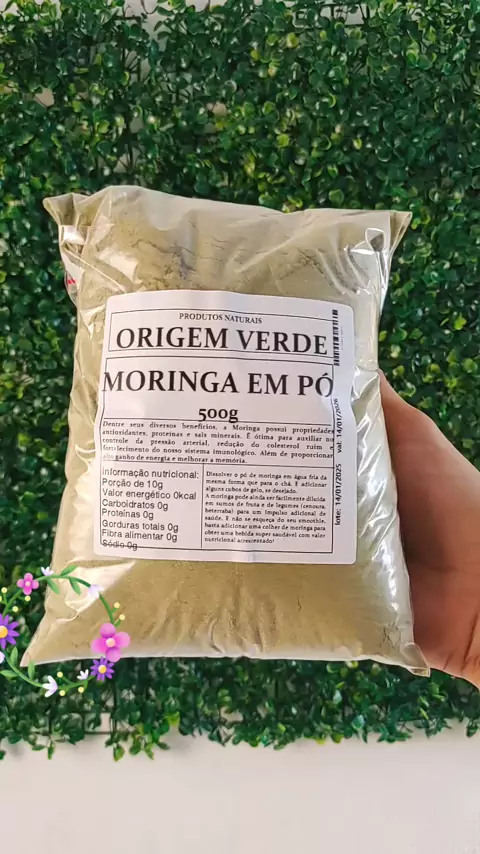 PRODUTOS NATURAIS
ORIGEM VERDE
MORINGA EM PÓ
500g
Dentre seus diversos benefícios, a Moringa possui propriedades
antioxidantes, proteínas e sais minerais. É ótima para auxiliar no
controle da pressão arterial, redução do colesterol ruim e
fortalecimento do nosso sistema imunológico. Além de proporcionar
ganho de energia e melhorar a memória.
Informação nutricional:
Porção de 10g
Valor energético 0kcal
Carboidratos 0g
Proteínas 0g
Gorduras totais 0g
Fibra alimentar 0g
Sódio 0g
Dissolver o pó de moringa em água fria da
mesma forma que para o chá. E adicionar
alguns cubos de gelo, se desejado.
A moringa pode ainda ser facilmente diluída
em sumos de fruta e de legumes (cenoura,
beterraba) para um impulso adicional de
saúde. E não se esqueça do seu smoothie,
basta adicionar uma colher de moringa para
obter uma bebida super saudável com valor
nutricional acrescentado!
lote: 14/01/2025 val: 14/01/2026